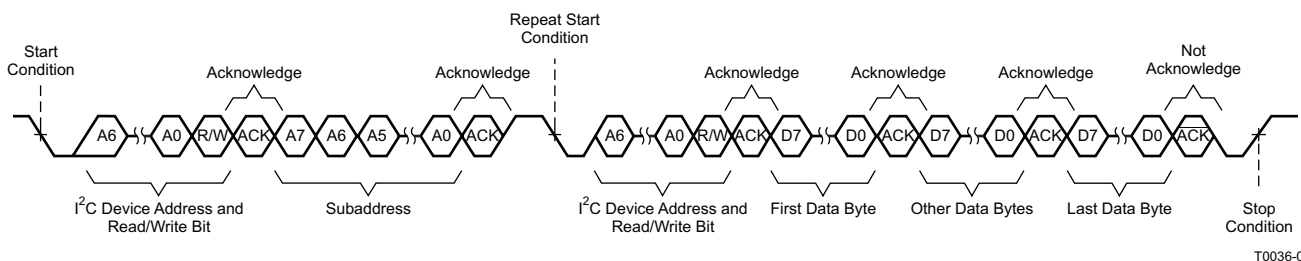 Repeat Start
Condition
Start
Condition
Not
Acknowledge
Acknowledge
Acknowledge
Acknowledge
Acknowledge
Acknowledge
A6 A0 R/W ACK A7 A6 A5 A0 ACK A6 A0 R/W ACK D7 D0 ACK D7 D0 ACK D7 D0 ACK
I²C Device Address and
Read/Write Bit
Subaddress
I²C Device Address and
Read/Write Bit
First Data Byte
Other Data Bytes
Last Data Byte
Stop
Condition